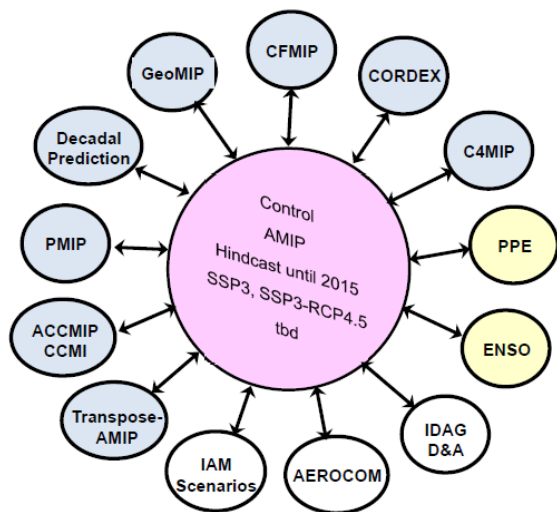 CFMIP
GeoMIP
CORDEX
Decadal
Prediction
C4MIP
Control
AMIP
Hindcast until 2015
SSP3, SSP3-RCP4.5
tbd
PMIP
PPE
ACCMIP
CCMI
ENSO
Transpose-
AMIP
IDAG
D&A
IAM
Scenarios
AEROCOM